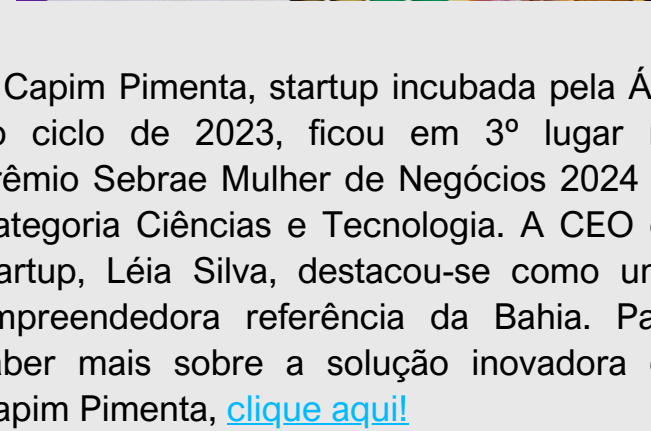 Capim Pimenta, startup incubada pela Á
ciclo de 2023, ficou em 3º lugar
rêmio Sebrae Mulher de Negócios 2024
ategoria Ciências e Tecnologia. A CEO
artup, Léia Silva, destacou-se como
mpreendedora referência da Bahia. Pa
aber mais sobre a solução inovadora
apim Pimenta, clique aqui!